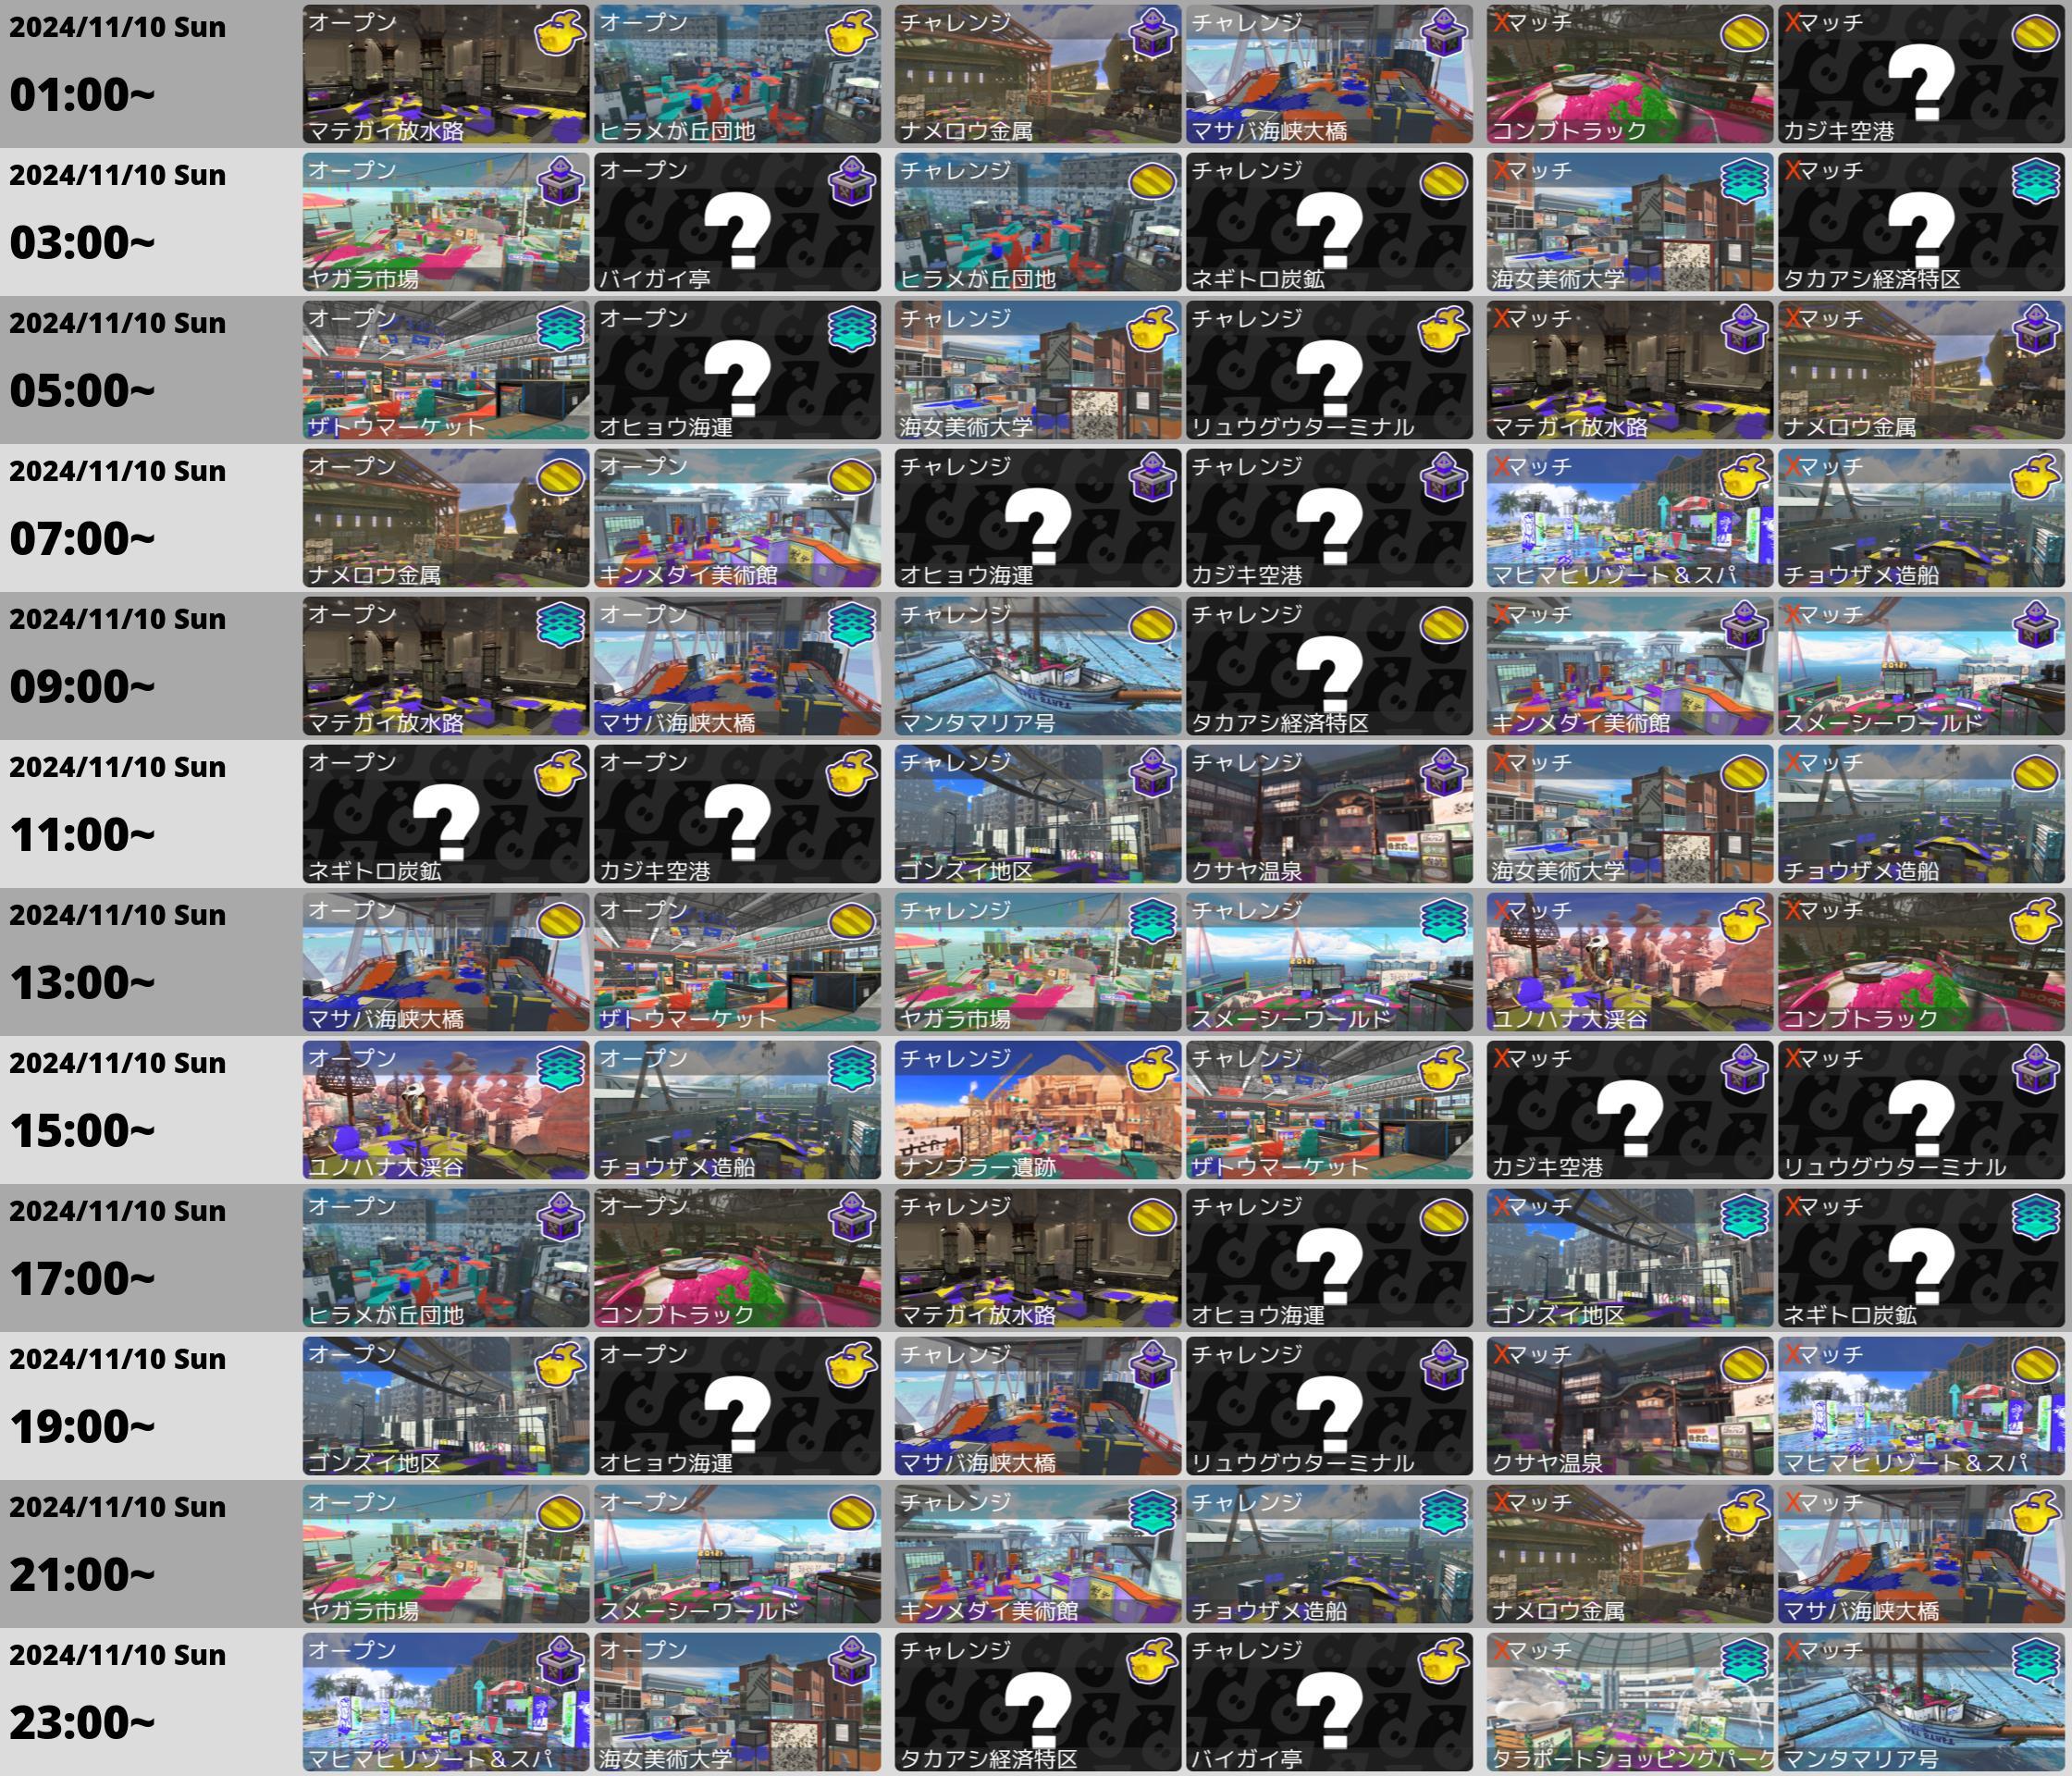 2024/11/10 Sun
01:00~
オープン
マテガイ放水路
オープン
ヒラメが丘団地
チャレンジ
ナメロウ金属
チャレンジ
マサバ海峡大橋
Xマッチ
コンブトラック
Xマッチ
カジキ空港
2024/11/10 Sun
03:00~
オープン
ヤガラ市場
オープン
バイガイ亭
チャレンジ
ヒラメが丘団地
チャレンジ
ネギトロ炭鉱
Xマッチ
海女美術大学
Xマッチ
タカアシ経済特区
2024/11/10 Sun
05:00~
オープン
ザトウマーケット
オープン
オヒョウ海運
チャレンジ
海女美術大学
チャレンジ
リュウグウターミナル
Xマッチ
マテガイ放水路
Xマッチ
ナメロウ金属
2024/11/10 Sun
07:00~
オープン
ナメロウ金属
オープン
キンメダイ美術館
チャレンジ
オヒョウ海運
チャレンジ
カジキ空港
Xマッチ
マヒマヒリゾート＆スパ
Xマッチ
チョウザメ造船
2024/11/10 Sun
09:00~
オープン
マテガイ放水路
オープン
マサバ海峡大橋
チャレンジ
マンタマリア号
チャレンジ
タカアシ経済特区
Xマッチ
キンメダイ美術館
Xマッチ
スメーシーワールド
2024/11/10 Sun
11:00~
オープン
ネギトロ炭鉱
オープン
カジキ空港
チャレンジ
ゴンズイ地区
チャレンジ
クサヤ温泉
Xマッチ
海女美術大学
Xマッチ
チョウザメ造船
2024/11/10 Sun
13:00~
オープン
マサバ海峡大橋
オープン
ザトウマーケット
チャレンジ
ヤガラ市場
チャレンジ
スメーシーワールド
Xマッチ
ユノハナ大渓谷
Xマッチ
コンブトラック
2024/11/10 Sun
15:00~
オープン
ユノハナ大渓谷
オープン
チョウザメ造船
チャレンジ
ナンプラー遺跡
チャレンジ
ザトウマーケット
Xマッチ
カジキ空港
Xマッチ
リュウグウターミナル
2024/11/10 Sun
17:00~
オープン
ヒラメが丘団地
オープン
コンブトラック
チャレンジ
マテガイ放水路
チャレンジ
オヒョウ海運
Xマッチ
ゴンズイ地区
Xマッチ
ネギトロ炭鉱
2024/11/10 Sun
19:00~
オープン
ゴンズイ地区
オープン
オヒョウ海運
チャレンジ
マサバ海峡大橋
チャレンジ
リュウグウターミナル
Xマッチ
クサヤ温泉
Xマッチ
マヒマヒリゾート＆スパ
2024/11/10 Sun
21:00~
オープン
ヤガラ市場
オープン
スメーシーワールド
チャレンジ
キンメダイ美術館
チャレンジ
チョウザメ造船
Xマッチ
ナメロウ金属
Xマッチ
マサバ海峡大橋
2024/11/10 Sun
23:00~
オープン
マヒマヒリゾート＆スパ
オープン
海女美術大学
チャレンジ
タカアシ経済特区
チャレンジ
バイガイ亭
Xマッチ
タラポートショッピングパーク
Xマッチ
マンタマリア号